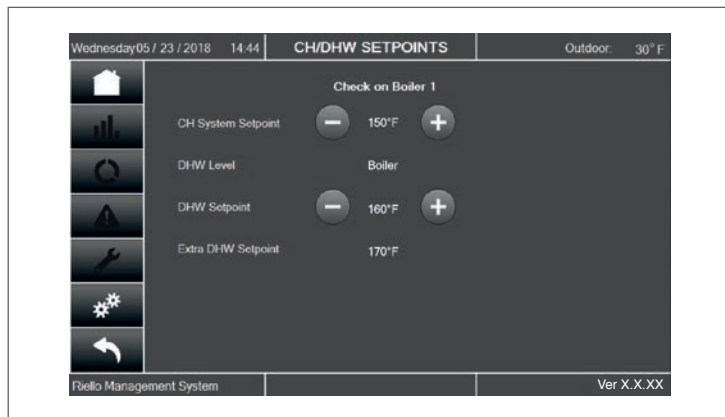 Wednesday05 / 23 / 2018 14:44 CH/DHW SETPOINTS Outdoor: 30°F
Check on Boiler 1
CH System Setpoint 150°F
DHW Level Boiler
DHW Setpoint 160°F
Extra DHW Setpoint 170°F
Riello Management System Ver X.X.XX